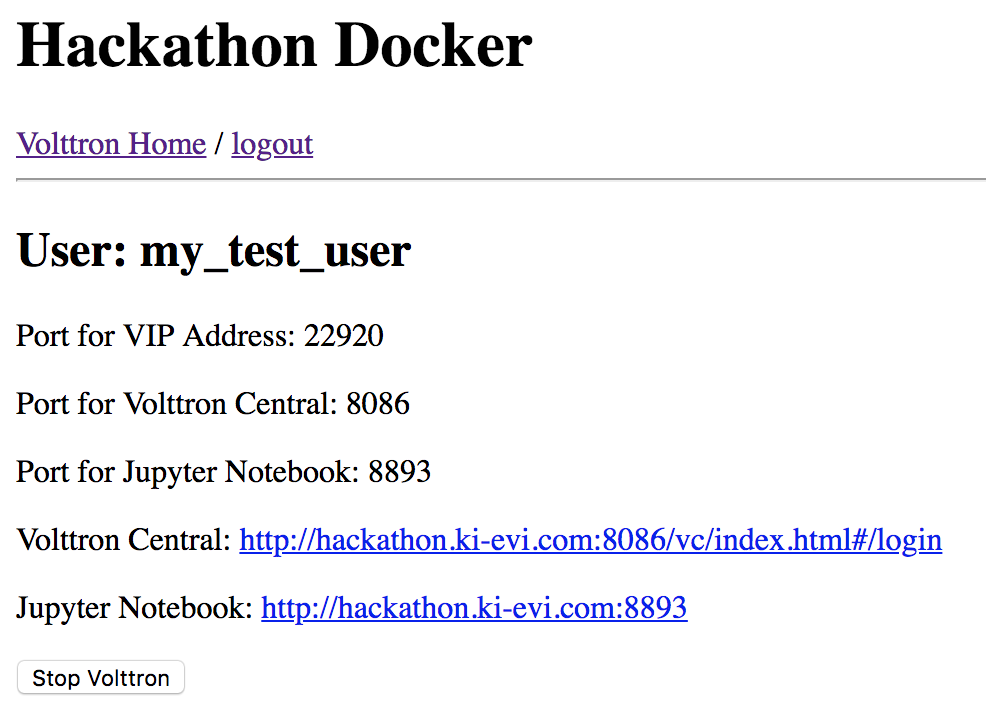 Hackathon Docker
Volttron Home / logout
User: my_test_user
Port for VIP Address: 22920
Port for Volttron Central: 8086
Port for Jupyter Notebook: 8893
Volttron Central: http://hackathon.ki-evi.com:8086/vc/index.html#/login
Jupyter Notebook: http://hackathon.ki-evi.com:8893
Stop Volttron